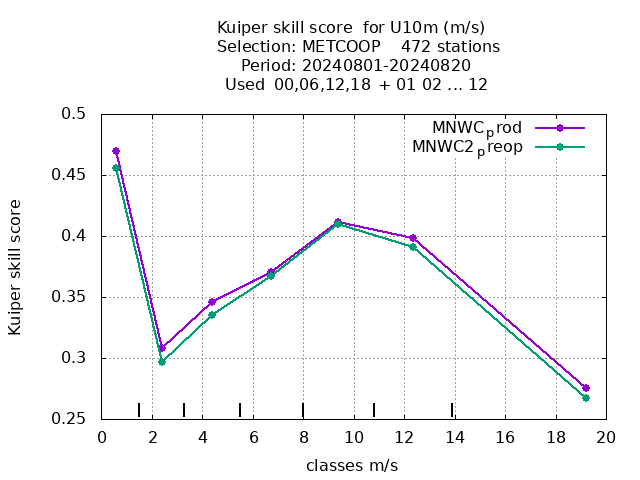 Kuiper skill score  for U10m (m/s)
Selection: METCOOP    472 stations
Period: 20240801-20240820
Used  00,06,12,18 + 01 02 ... 12
MNWCprod
MNWC2preop
0.5
0.45
0.4
0.35
0.3
0.25
Kuiper skill score
0 2 4 6 8 10 12 14 16 18 20
classes m/s